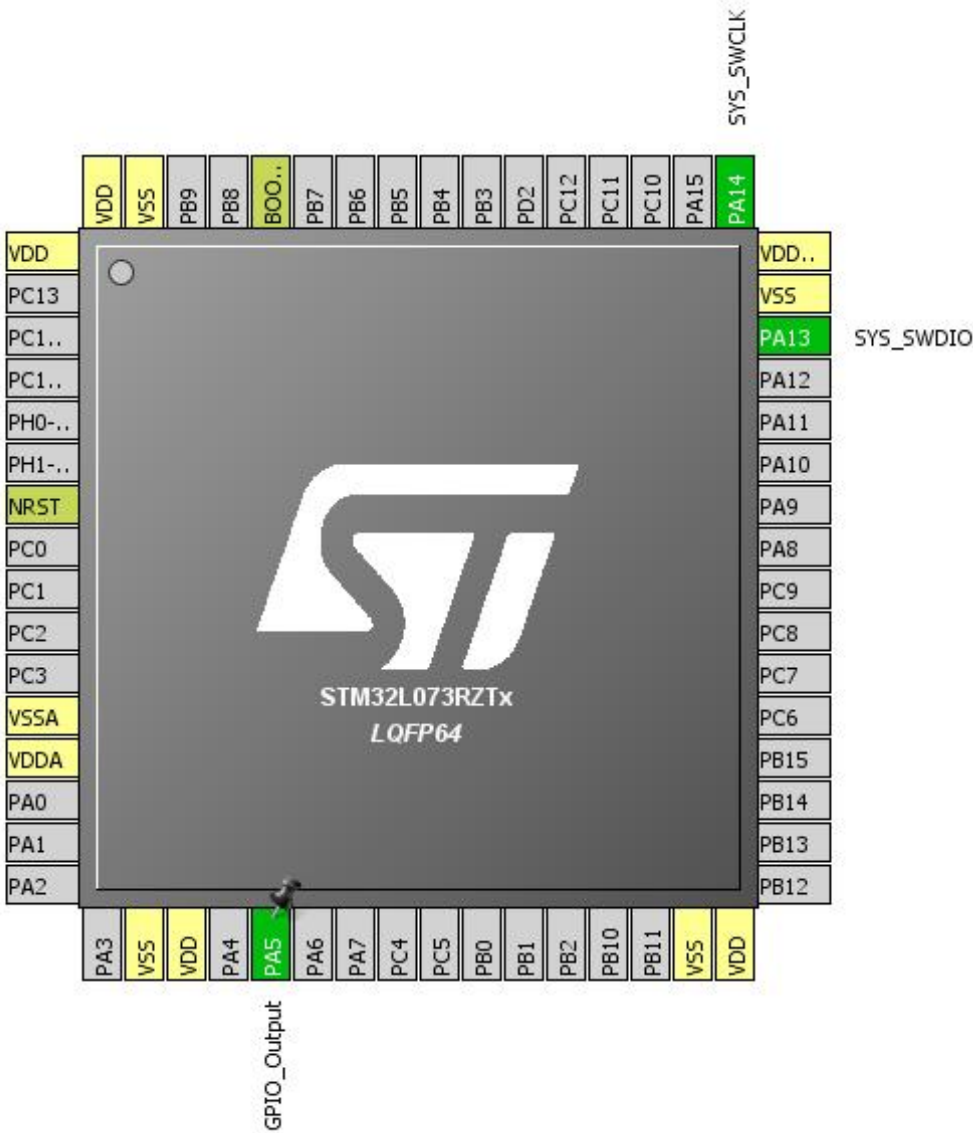 SYS_SWCLK
VDD
VSS
PB9
PB8
BOO..
PB7
PB6
PB5
PB4
PB3
PD2
PC12
PC11
PC10
PA15
PA14
VDD
PC13
PC1..
PC1..
PH0-..
PH1-..
NRST
PC0
PC1
PC2
PC3
VSSA
VDDA
PA0
PA1
PA2
VDD..
VSS
PA13
SYS_SWDIO
PA12
PA11
PA10
PA9
PA8
PC9
PC8
PC7
PC6
PB15
PB14
PB13
PB12
ST
STM32L073RZTx
LQFP64
PA3
VSS
VDD
PA4
PA5
PA6
PA7
PC4
PC5
PB0
PB1
PB2
PB10
PB11
VSS
VDD
GPIO_Output